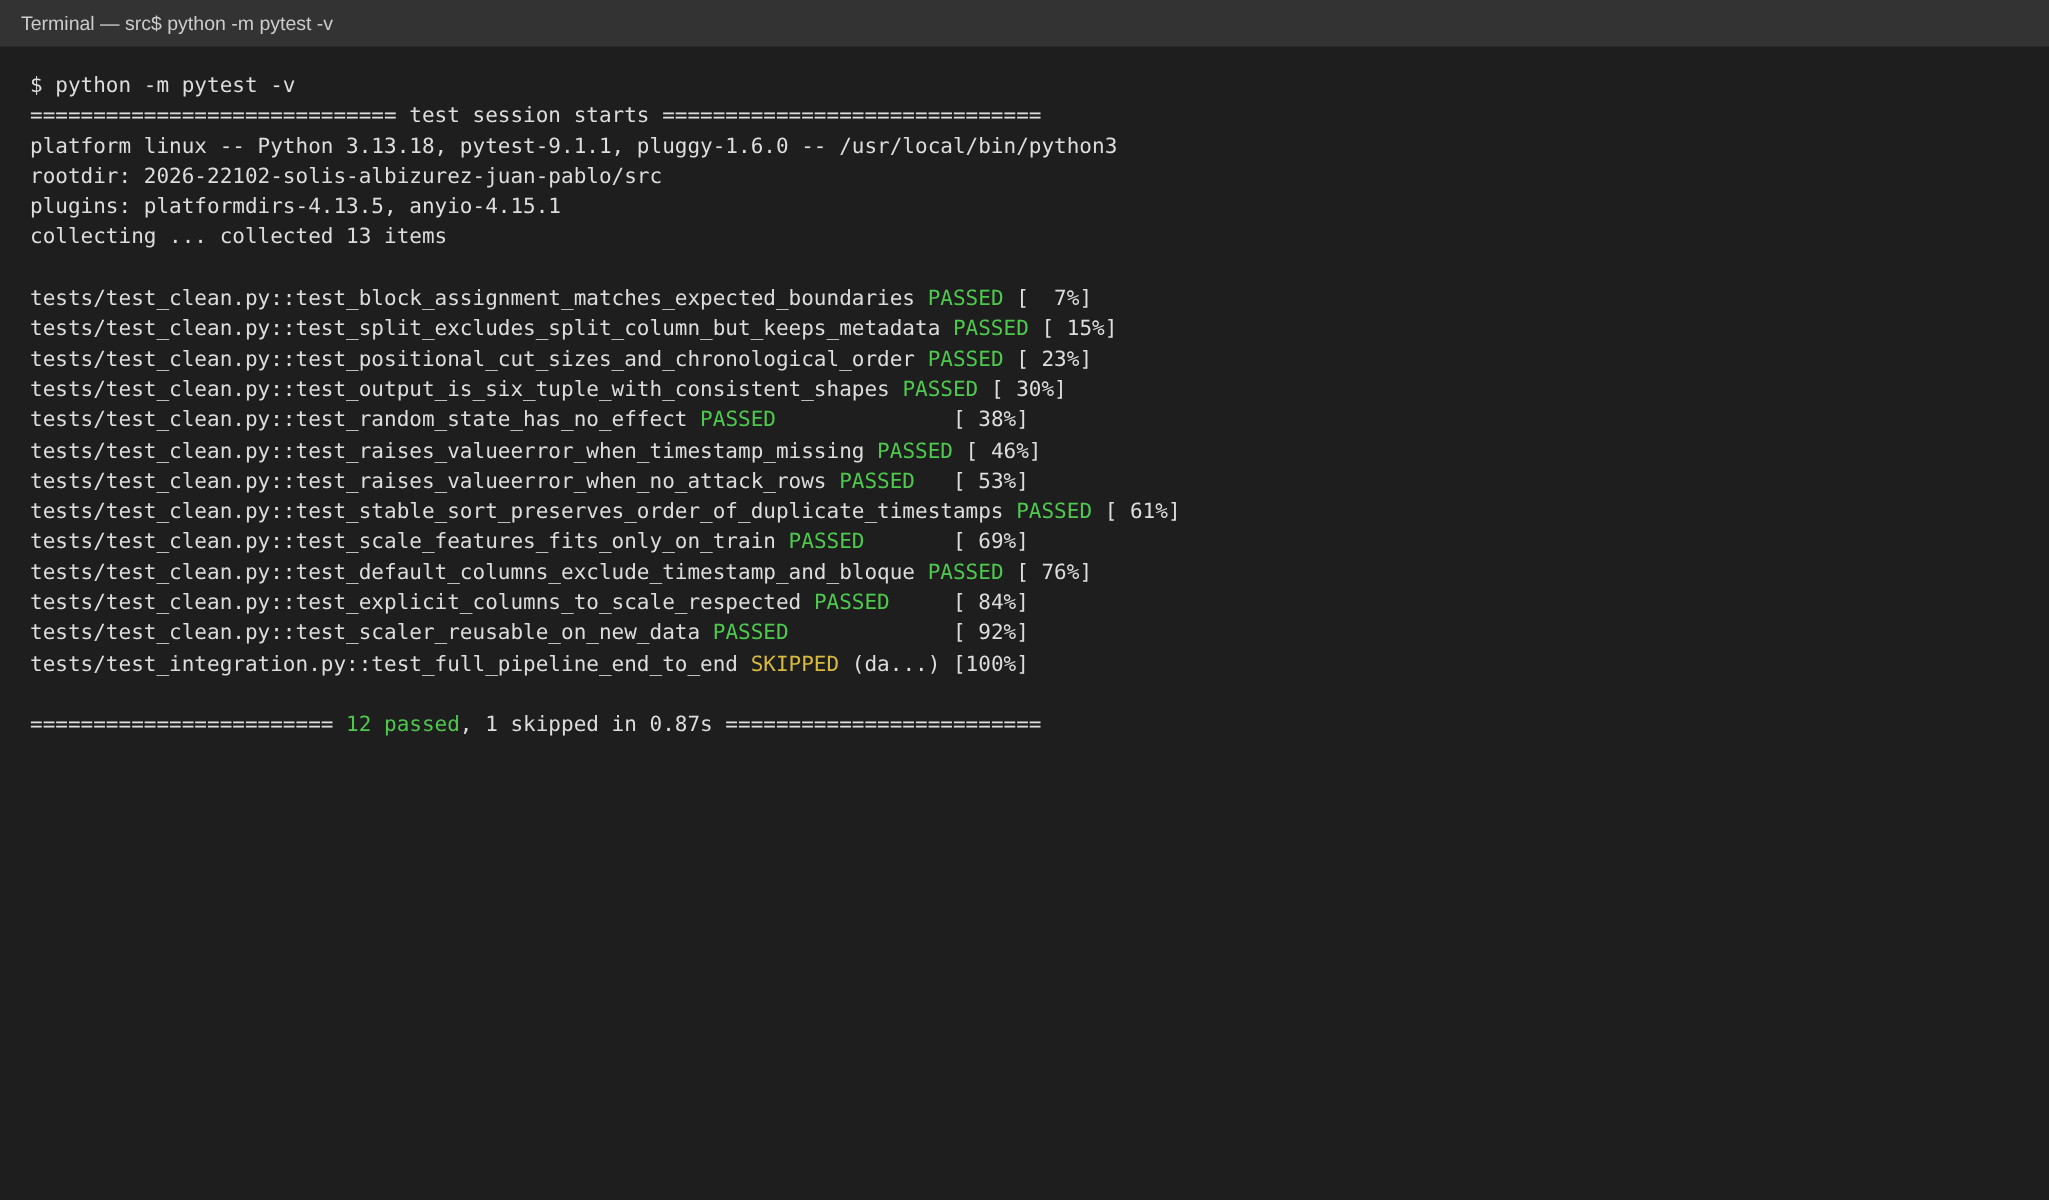 Terminal — src$ python -m pytest -v
$ python -m pytest -v
============================= test session starts ==============================
platform linux -- Python 3.13.18, pytest-9.1.1, pluggy-1.6.0 -- /usr/local/bin/python3
rootdir: 2026-22102-solis-albizurez-juan-pablo/src
plugins: platformdirs-4.13.5, anyio-4.15.1
collecting ... collected 13 items
tests/test_clean.py::test_block_assignment_matches_expected_boundaries PASSED [  7%]
tests/test_clean.py::test_split_excludes_split_column_but_keeps_metadata PASSED [ 15%]
tests/test_clean.py::test_positional_cut_sizes_and_chronological_order PASSED [ 23%]
tests/test_clean.py::test_output_is_six_tuple_with_consistent_shapes PASSED [ 30%]
tests/test_clean.py::test_random_state_has_no_effect PASSED              [ 38%]
tests/test_clean.py::test_raises_valueerror_when_timestamp_missing PASSED [ 46%]
tests/test_clean.py::test_raises_valueerror_when_no_attack_rows PASSED   [ 53%]
tests/test_clean.py::test_stable_sort_preserves_order_of_duplicate_timestamps PASSED [ 61%]
tests/test_clean.py::test_scale_features_fits_only_on_train PASSED       [ 69%]
tests/test_clean.py::test_default_columns_exclude_timestamp_and_bloque PASSED [ 76%]
tests/test_clean.py::test_explicit_columns_to_scale_respected PASSED     [ 84%]
tests/test_clean.py::test_scaler_reusable_on_new_data PASSED             [ 92%]
tests/test_integration.py::test_full_pipeline_end_to_end SKIPPED (da...) [100%]
======================== 12 passed, 1 skipped in 0.87s =========================